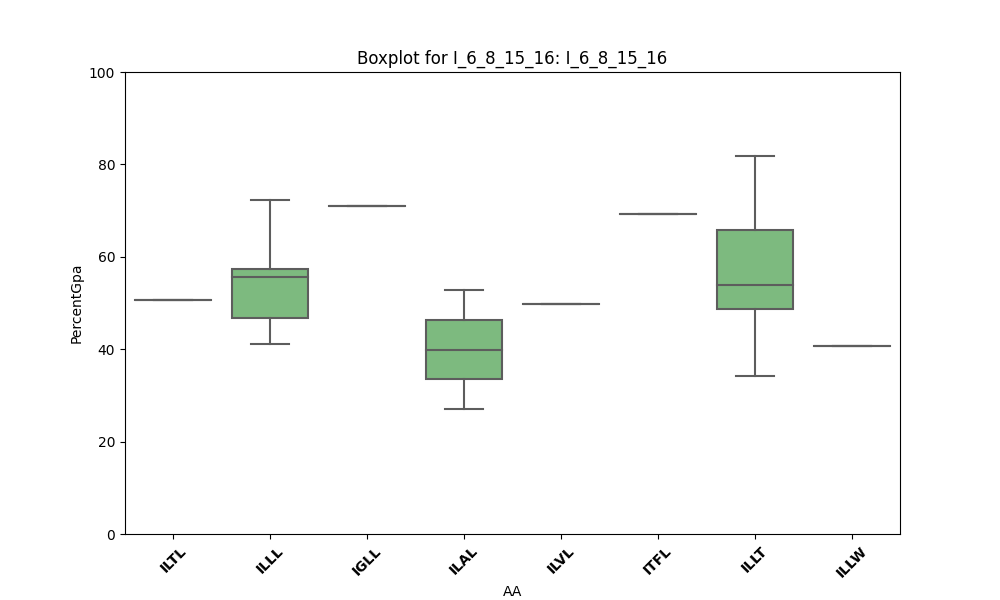 Boxplot for I_6_8_15_16: I_6_8_15_16
PercentGpa
100
80
60
40
20
0
ILTL
ILLL
IGLL
ILAL
ILVL
ITFL
ILLT
ILLW
AA